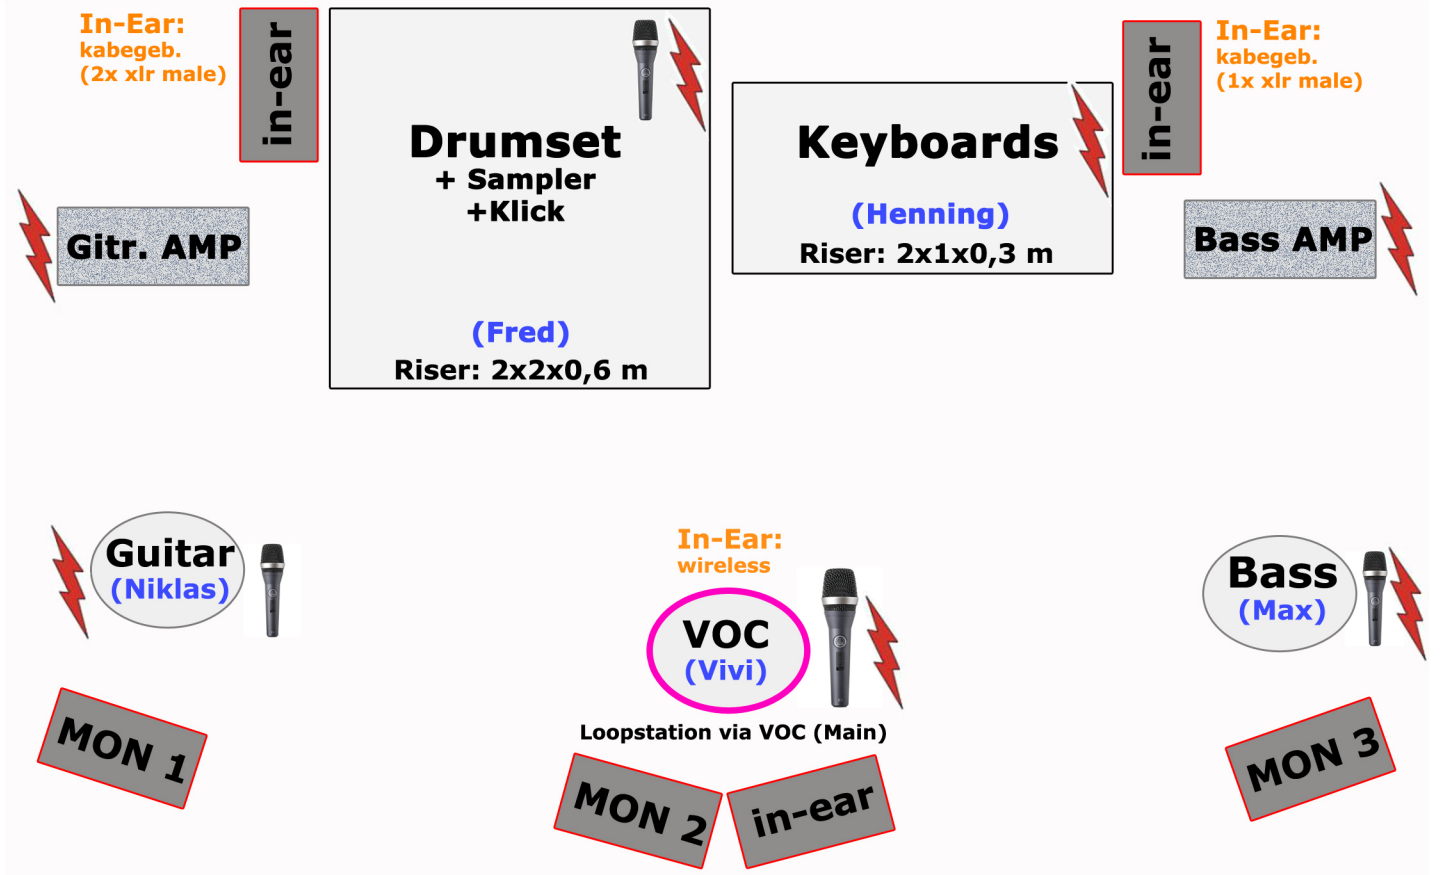 In-Ear:
kabegeb.
(2x xlr male)
in-ear
Drumset
+ Sampler
+Klick
(Fred)
Riser: 2x2x0,6 m
Keyboards
(Henning)
Riser: 2x1x0,3 m
in-ear
In-Ear:
kabegeb.
(1x xlr male)
Gitr. AMP
Bass AMP
Guitar
(Niklas)
In-Ear:
wireless
VOC
(Vivi)
Loopstation via VOC (Main)
Bass
(Max)
MON 1
MON 2
in-ear
MON 3